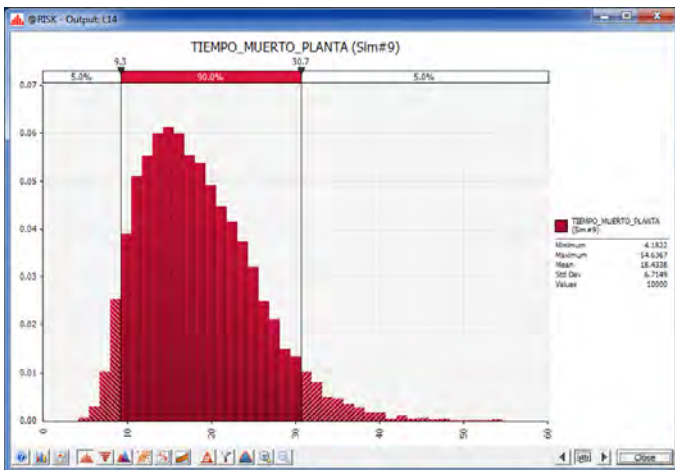 @RISK - Output: L14
TIEMPO_MUERTO_PLANTA (Sim#9)
9.3 30.7
5.0% 90.0% 5.0%
0.07
0.06
0.05
0.04
0.03
0.02
0.01
0.00
0 10 20 30 40 50 60
TIEMPO_MUERTO_PLANTA
(Sim#9)
Minimum 4.1822
Maximum 54.6367
Mean 18.4338
Std Dev 6.7149
Values 10000
Close